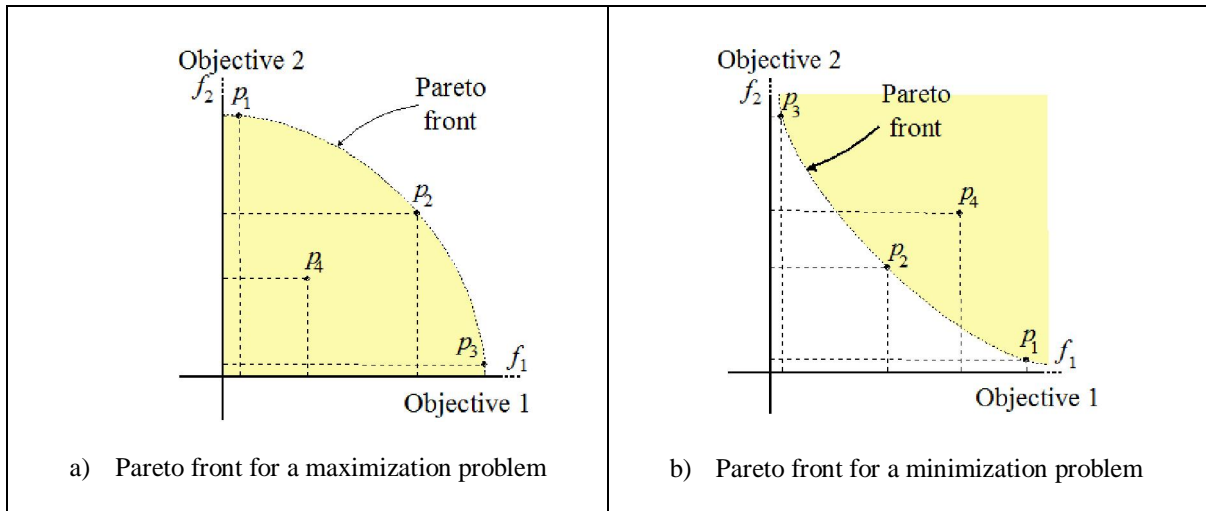 Objective 2
f₂
p₁
Pareto
front
p₂
p₄
p₃
f₁
Objective 1
a) Pareto front for a maximization problem
Objective 2
f₂
p₃
Pareto
front
p₄
p₂
p₁
f₁
Objective 1
b) Pareto front for a minimization problem